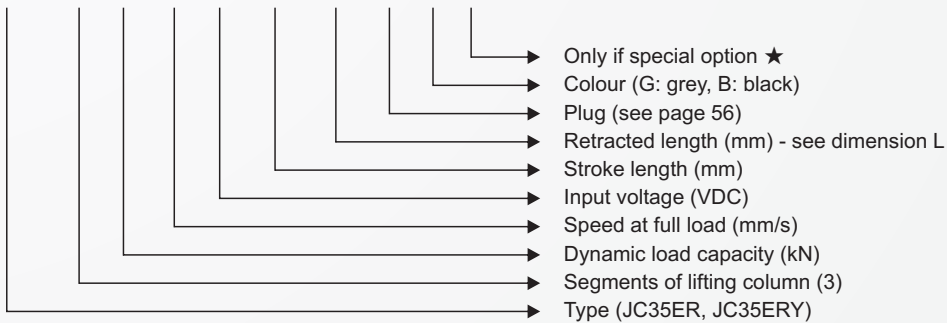 Only if special option ★
Colour (G: grey, B: black)
Plug (see page 56)
Retracted length (mm) - see dimension L
Stroke length (mm)
Input voltage (VDC)
Speed at full load (mm/s)
Dynamic load capacity (kN)
Segments of lifting column (3)
Type (JC35ER, JC35ERY)